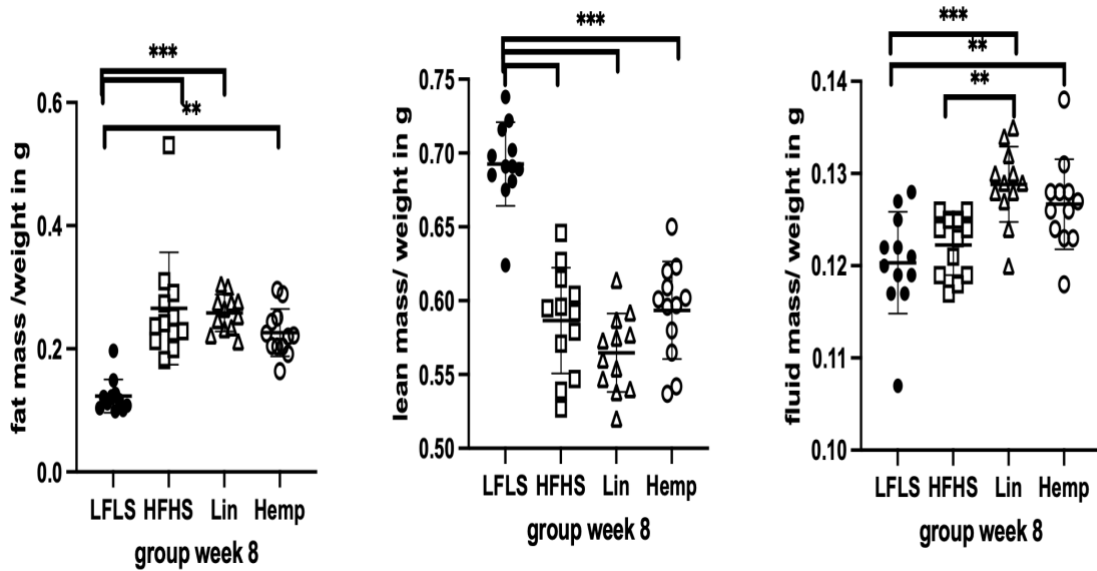 fat mass /weight in g
***
**
0.6
0.4
0.2
0.0
LFLS HFHS Lin Hemp
group week 8
lean mass/ weight in g
***
0.75
0.70
0.65
0.60
0.55
0.50
LFLS HFHS Lin Hemp
group week 8
fluid mass/ weight in g
***
**
**
0.14
0.13
0.12
0.11
0.10
LFLS HFHS Lin Hemp
group week 8